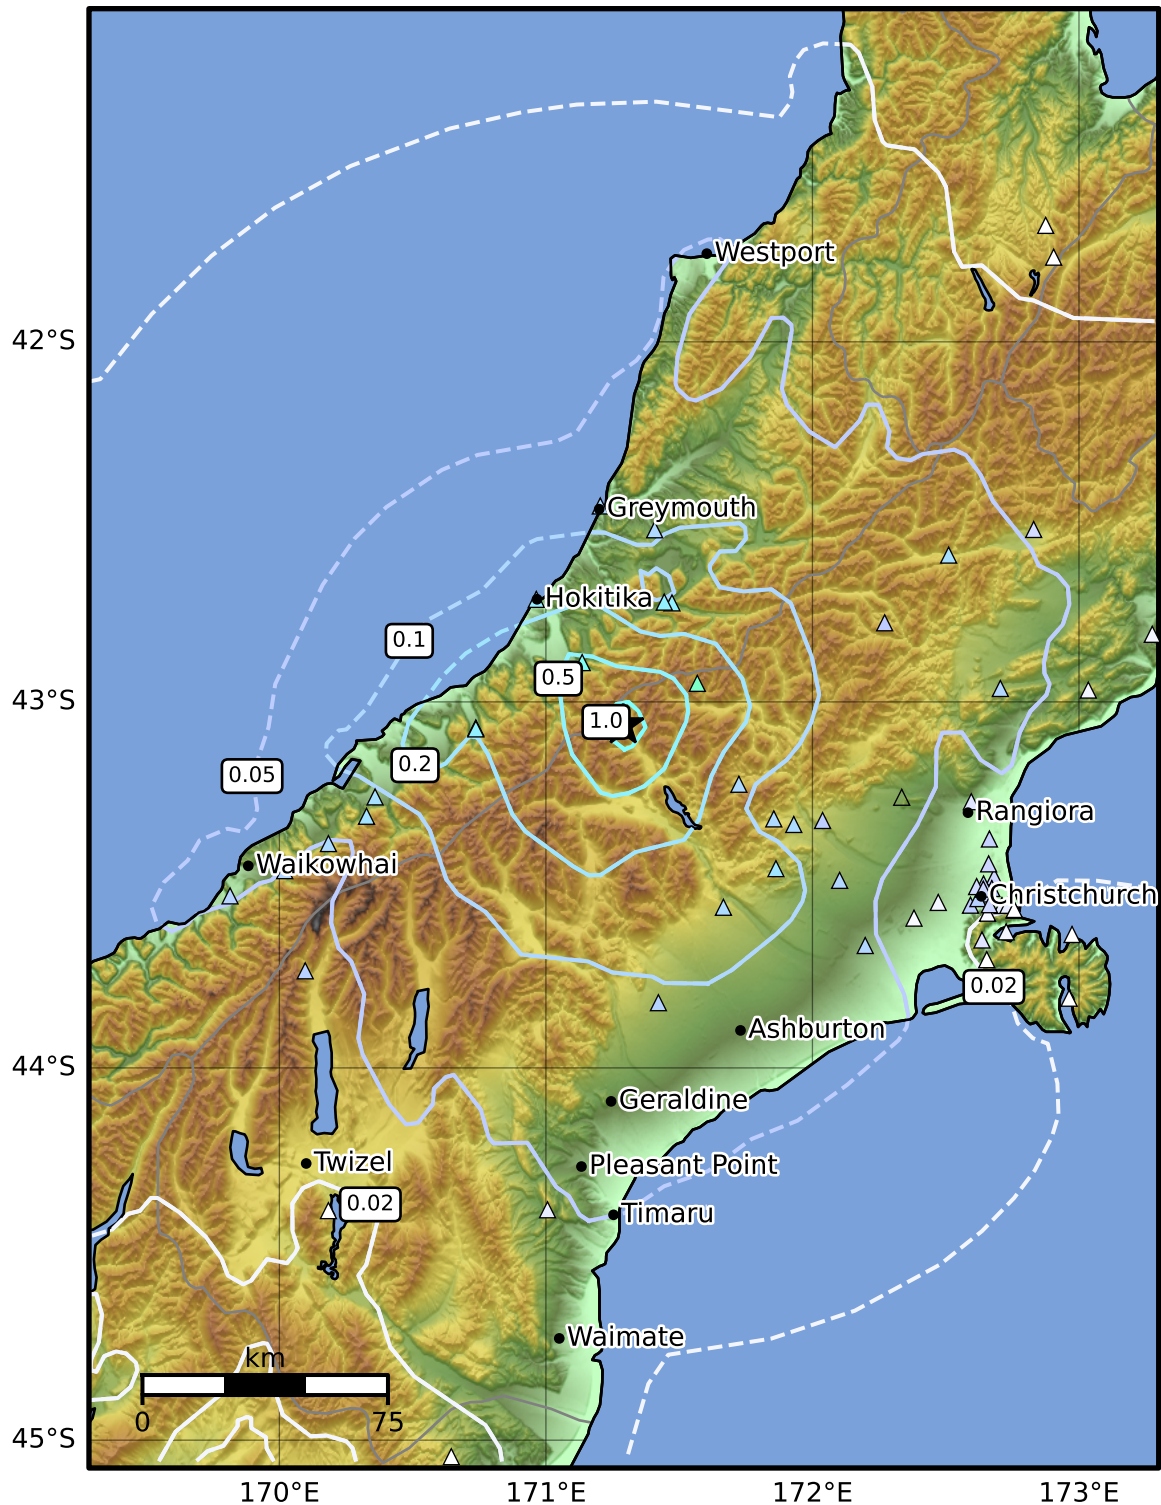 Westport
42°S
Greymouth
Hokitika
0.1
0.5
43°S
1.0
0.2
0.05
Rangiora
Waikowhai
Christchurch
0.02
Ashburton
44°S
Geraldine
Twizel
Pleasant Point
0.02
Timaru
Waimate
km
0 75
45°S
170°E 171°E 172°E 173°E